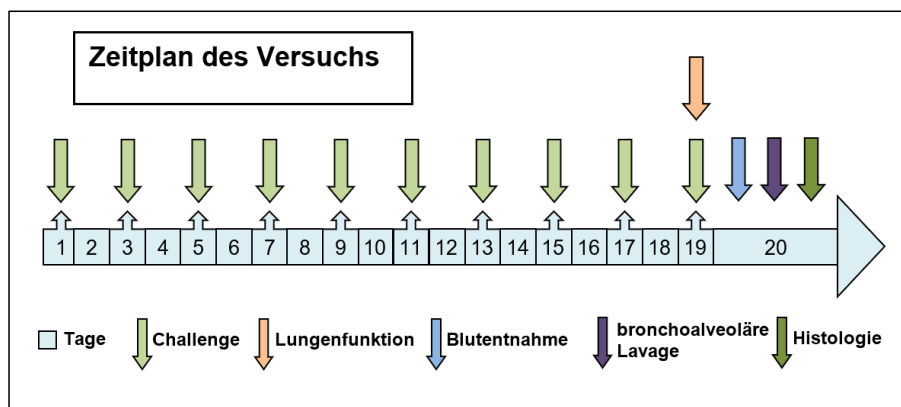 Zeitplan des Versuchs
1 2 3 4 5 6 7 8 9 10 11 12 13 14 15 16 17 18 19 20
Tage Challenge Lungenfunktion Blutentnahme bronchoalveoläre Histologie
Lavage